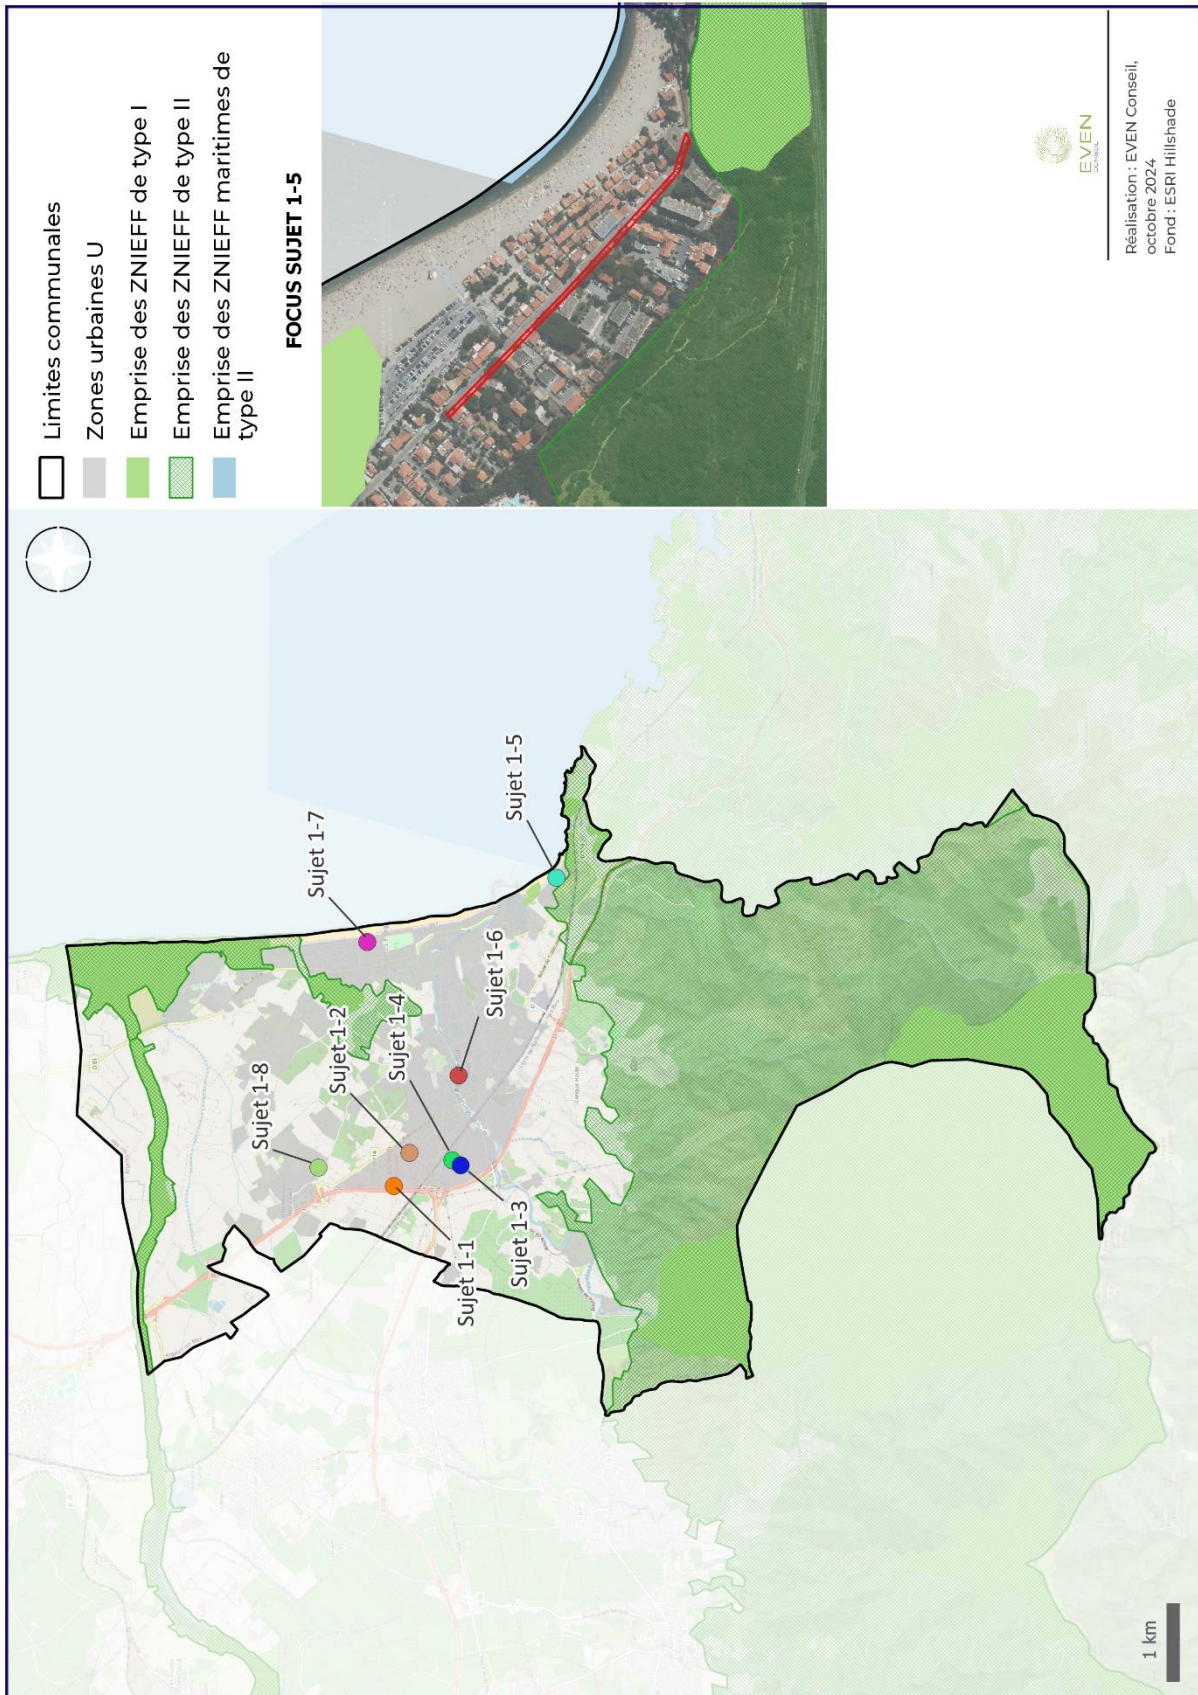 Limites communales
Zones urbaines U
Emprise des ZNIEFF de type I
Emprise des ZNIEFF de type II
Emprise des ZNIEFF maritimes de
type II
FOCUS SUJET 1-5
Sujet 1-7
Sujet 1-5
Sujet 1-8
Sujet 1-2
Sujet 1-4
Sujet 1-6
Sujet 1-1
Sujet 1-3
1 km
EVEN
CONSEIL
Réalisation : EVEN Conseil,
octobre 2024
Fond : ESRI Hillshade